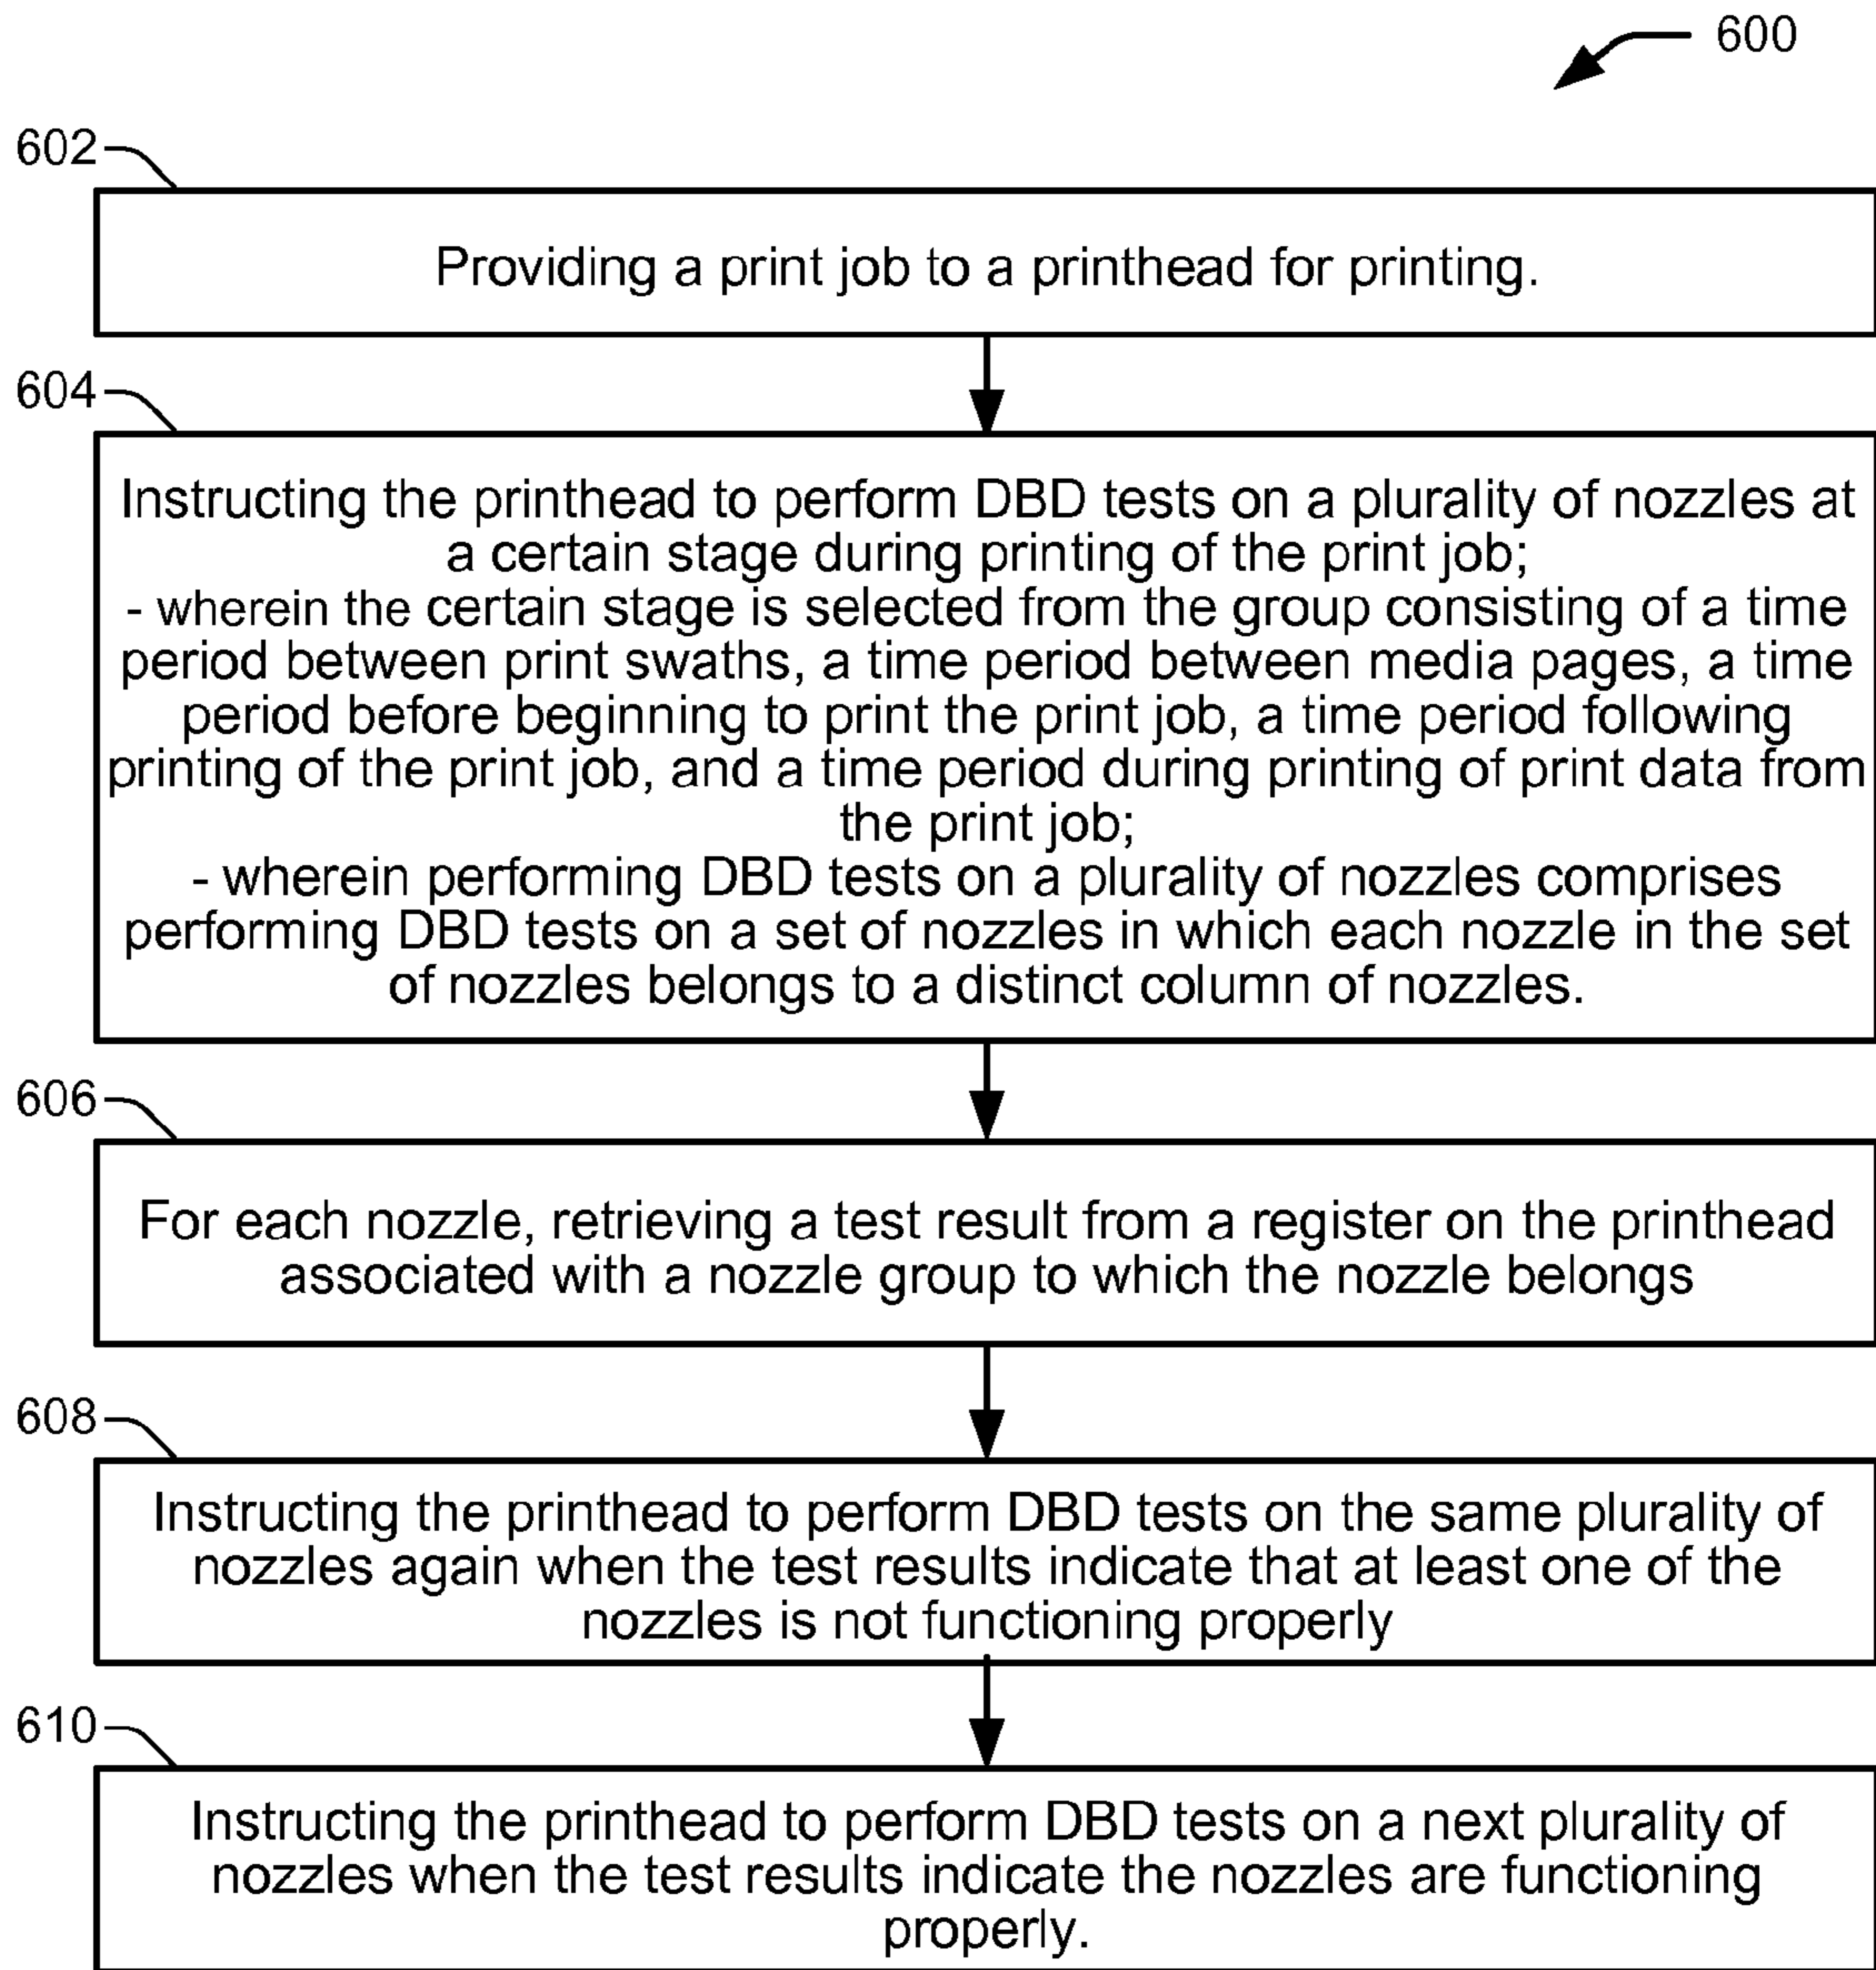 600
602
Providing a print job to a printhead for printing.
604
Instructing the printhead to perform DBD tests on a plurality of nozzles at
a certain stage during printing of the print job;
- wherein the certain stage is selected from the group consisting of a time
period between print swaths, a time period between media pages, a time
period before beginning to print the print job, a time period following
printing of the print job, and a time period during printing of print data from
the print job;
- wherein performing DBD tests on a plurality of nozzles comprises
performing DBD tests on a set of nozzles in which each nozzle in the set
of nozzles belongs to a distinct column of nozzles.
606
For each nozzle, retrieving a test result from a register on the printhead
associated with a nozzle group to which the nozzle belongs
608
Instructing the printhead to perform DBD tests on the same plurality of
nozzles again when the test results indicate that at least one of the
nozzles is not functioning properly
610
Instructing the printhead to perform DBD tests on a next plurality of
nozzles when the test results indicate the nozzles are functioning
properly.